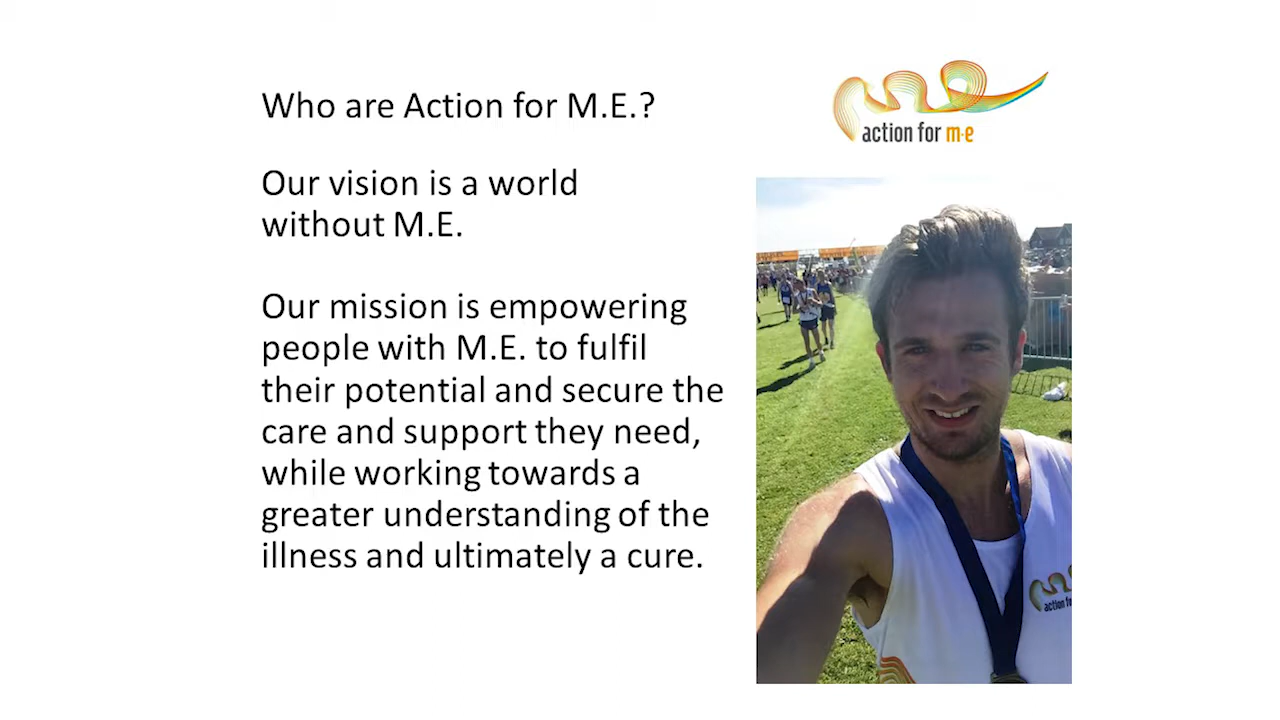 Who are Action for M.E.?
Our vision is a world
without M.E.
Our mission is empowering
people with M.E. to fulfil
their potential and secure the
care and support they need,
while working towards a
greater understanding of the
illness and ultimately a cure.
action for m·e
action fo